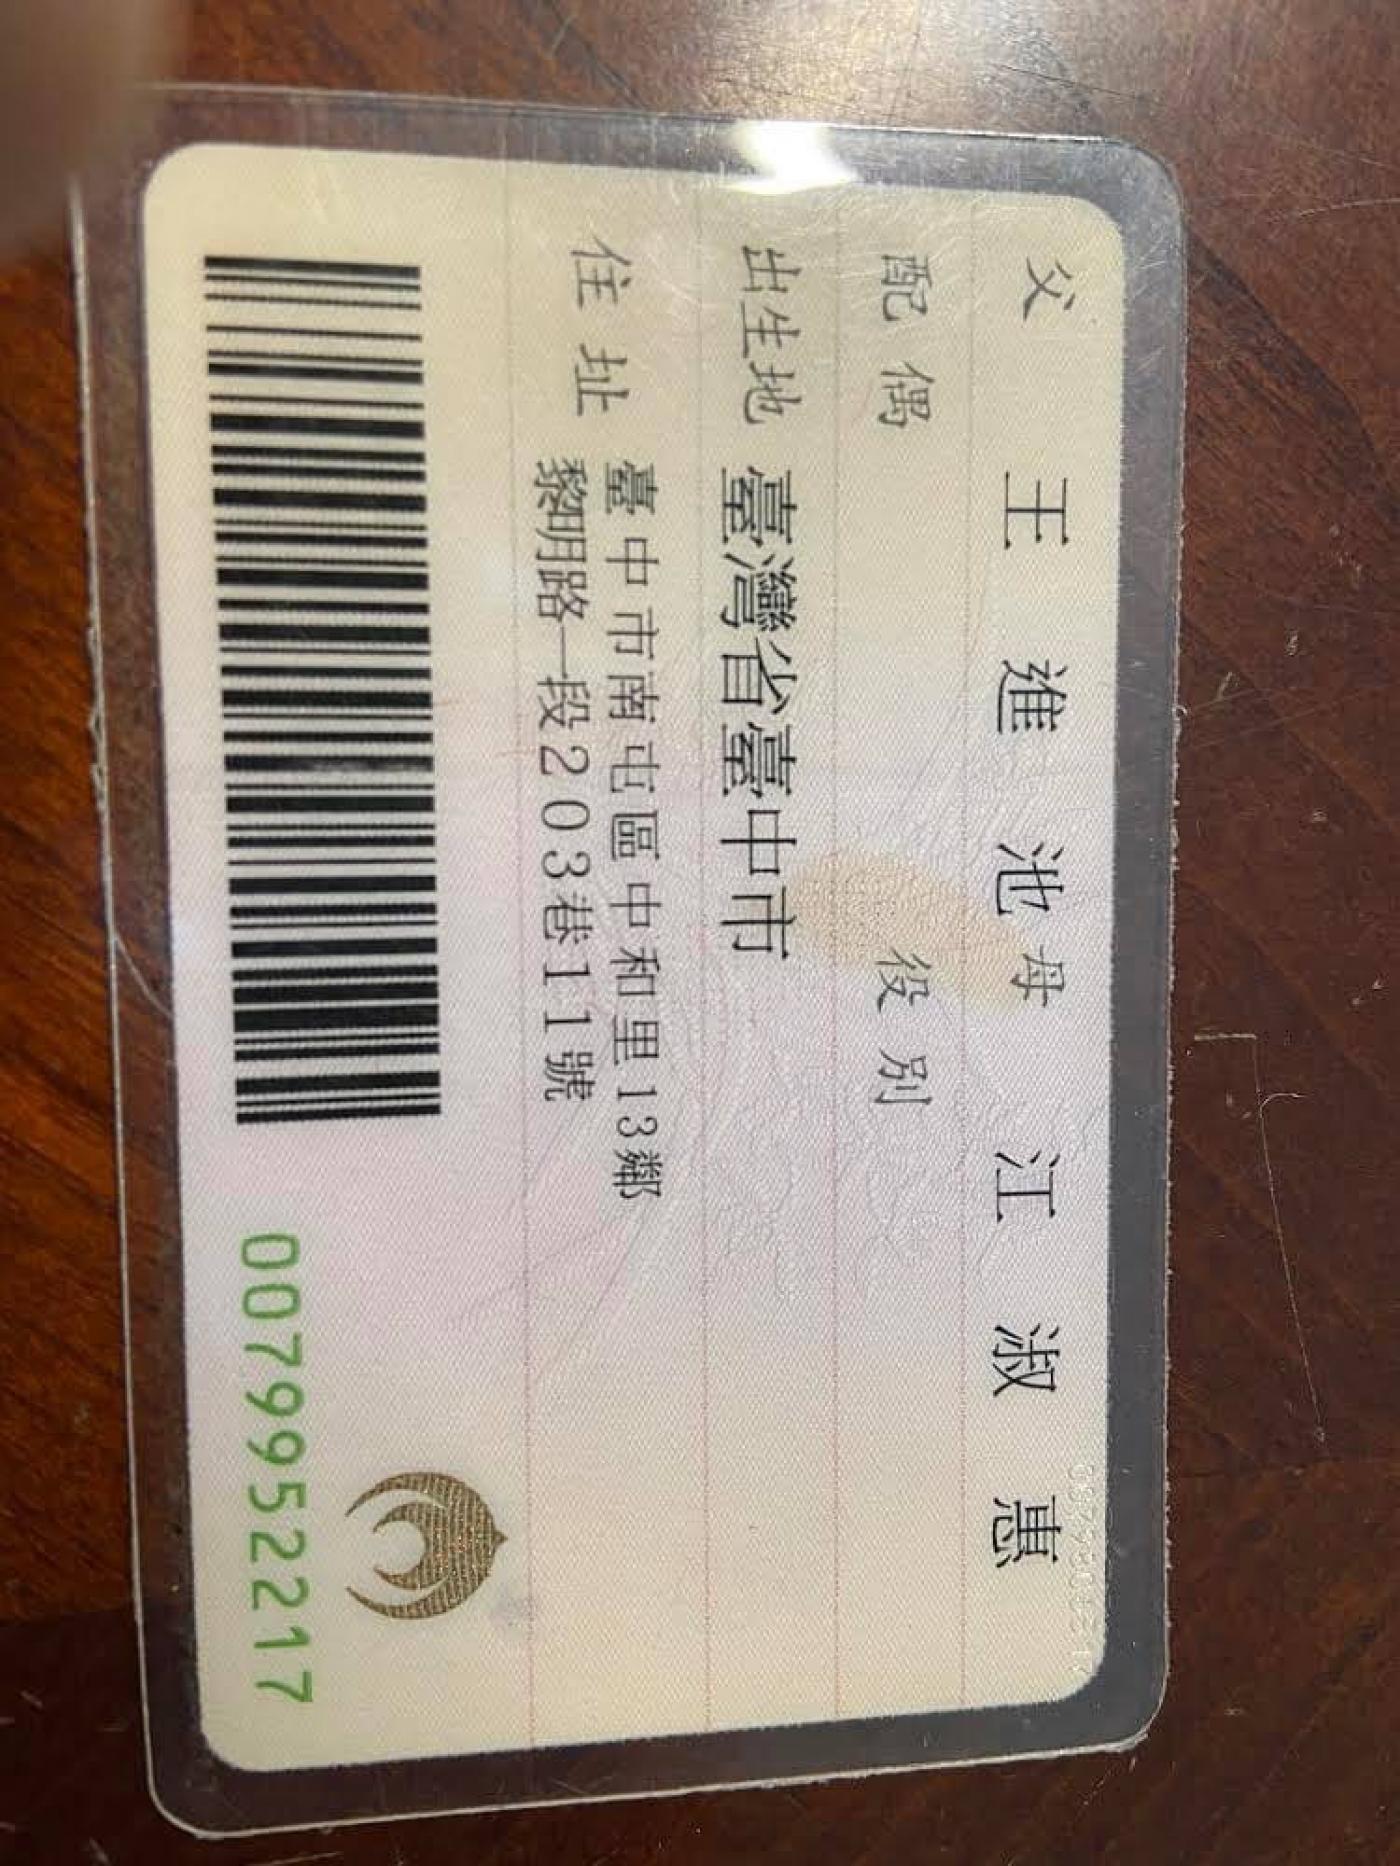 父 王進池 母 江淑惠
配偶 役別
出生地 臺灣省臺中市
住址 臺中市南屯區中和里13鄰
黎明路一段203巷11號
0079952217